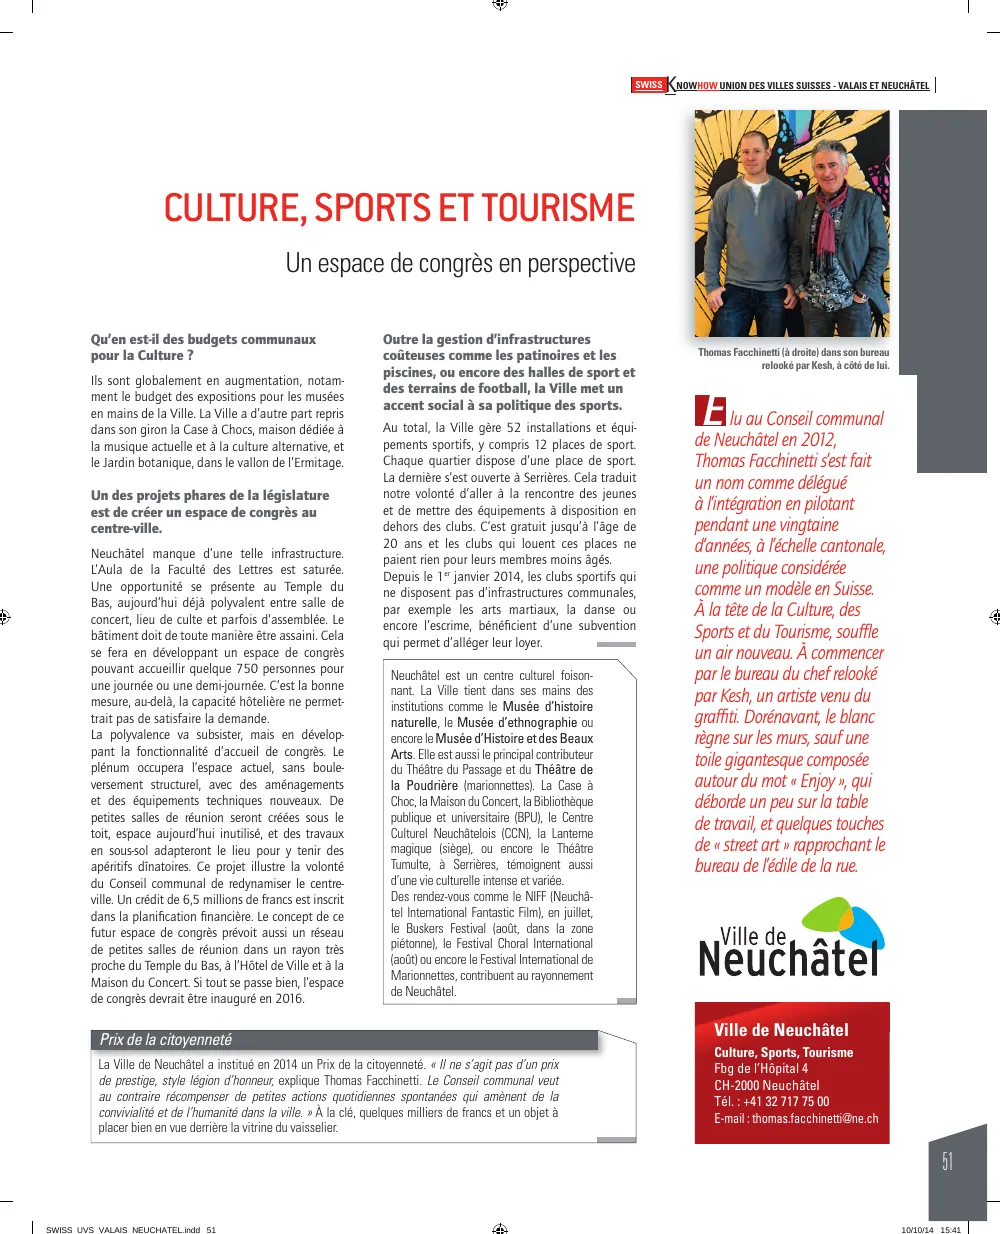 SWISS KNOWHOW UNION DES VILLES SUISSES - VALAIS ET NEUCHÂTEL
CULTURE, SPORTS ET TOURISME
Un espace de congrès en perspective
Qu’en est-il des budgets communaux
pour la Culture ?
Ils sont globalement en augmentation, notam-
ment le budget des expositions pour les musées
en mains de la Ville. La Ville a d’autre part repris
dans son giron la Case à Chocs, maison dédiée à
la musique actuelle et à la culture alternative, et
le Jardin botanique, dans le vallon de l’Ermitage.
Un des projets phares de la législature
est de créer un espace de congrès au
centre-ville.
Neuchâtel manque d’une telle infrastructure.
L’Aula de la Faculté des Lettres est saturée.
Une opportunité se présente au Temple du
Bas, aujourd’hui déjà polyvalent entre salle de
concert, lieu de culte et parfois d’assemblée. Le
bâtiment doit de toute manière être assaini. Cela
se fera en développant un espace de congrès
pouvant accueillir quelque 750 personnes pour
une journée ou une demi-journée. C’est la bonne
mesure, au-delà, la capacité hôtelière ne permet-
trait pas de satisfaire la demande.
La polyvalence va subsister, mais en dévelop-
pant la fonctionnalité d’accueil de congrès. Le
plénum occupera l’espace actuel, sans boule-
versement structurel, avec des aménagements
et des équipements techniques nouveaux. De
petites salles de réunion seront créées sous le
toit, espace aujourd’hui inutilisé, et des travaux
en sous-sol adapteront le lieu pour y tenir des
apéritifs dînatoires. Ce projet illustre la volonté
du Conseil communal de redynamiser le centre-
ville. Un crédit de 6,5 millions de francs est inscrit
dans la planification financière. Le concept de ce
futur espace de congrès prévoit aussi un réseau
de petites salles de réunion dans un rayon très
proche du Temple du Bas, à l’Hôtel de Ville et à la
Maison du Concert. Si tout se passe bien, l’espace
de congrès devrait être inauguré en 2016.
Outre la gestion d’infrastructures
coûteuses comme les patinoires et les
piscines, ou encore des halles de sport et
des terrains de football, la Ville met un
accent social à sa politique des sports.
Au total, la Ville gère 52 installations et équi-
pements sportifs, y compris 12 places de sport.
Chaque quartier dispose d’une place de sport.
La dernière s’est ouverte à Serrières. Cela traduit
notre volonté d’aller à la rencontre des jeunes
et de mettre des équipements à disposition en
dehors des clubs. C’est gratuit jusqu’à l’âge de
20 ans et les clubs qui louent ces places ne
paient rien pour leurs membres moins âgés.
Depuis le 1er janvier 2014, les clubs sportifs qui
ne disposent pas d’infrastructures communales,
par exemple les arts martiaux, la danse ou
encore l’escrime, bénéficient d’une subvention
qui permet d’alléger leur loyer.
Neuchâtel est un centre culturel foison-
nant. La Ville tient dans ses mains des
institutions comme le Musée d’histoire
naturelle, le Musée d’ethnographie ou
encore le Musée d’Histoire et des Beaux
Arts. Elle est aussi le principal contributeur
du Théâtre du Passage et du Théâtre de
la Poudrière (marionnettes). La Case à
Choc, la Maison du Concert, la Bibliothèque
publique et universitaire (BPU), le Centre
Culturel Neuchâtelois (CCN), la Lanterne
magique (siège), ou encore le Théâtre
Tumulte, à Serrières, témoignent aussi
d’une vie culturelle intense et variée.
Des rendez-vous comme le NIFF (Neuchâ-
tel International Fantastic Film), en juillet,
le Buskers Festival (août, dans la zone
piétonne), le Festival Choral International
(août) ou encore le Festival International de
Marionnettes, contribuent au rayonnement
de Neuchâtel.
Prix de la citoyenneté
La Ville de Neuchâtel a institué en 2014 un Prix de la citoyenneté. « Il ne s’agit pas d’un prix
de prestige, style légion d’honneur, explique Thomas Facchinetti. Le Conseil communal veut
au contraire récompenser de petites actions quotidiennes spontanées qui amènent de la
convivialité et de l’humanité dans la ville. » À la clé, quelques milliers de francs et un objet à
placer bien en vue derrière la vitrine du vaisselier.
Thomas Facchinetti (à droite) dans son bureau
relooké par Kesh, à côté de lui.
Elu au Conseil communal
de Neuchâtel en 2012,
Thomas Facchinetti s’est fait
un nom comme délégué
à l’intégration en pilotant
pendant une vingtaine
d’années, à l’échelle cantonale,
une politique considérée
comme un modèle en Suisse.
À la tête de la Culture, des
Sports et du Tourisme, souffle
un air nouveau. À commencer
par le bureau du chef relooké
par Kesh, un artiste venu du
graffiti. Dorénavant, le blanc
règne sur les murs, sauf une
toile gigantesque composée
autour du mot « Enjoy », qui
déborde un peu sur la table
de travail, et quelques touches
de « street art » rapprochant le
bureau de l’édile de la rue.
Ville de
Neuchâtel
Ville de Neuchâtel
Culture, Sports, Tourisme
Fbg de l’Hôpital 4
CH-2000 Neuchâtel
Tél. : +41 32 717 75 00
E-mail : thomas.facchinetti@ne.ch
51
SWISS_UVS_VALAIS_NEUCHATEL.indd 51
10/10/14 15:41